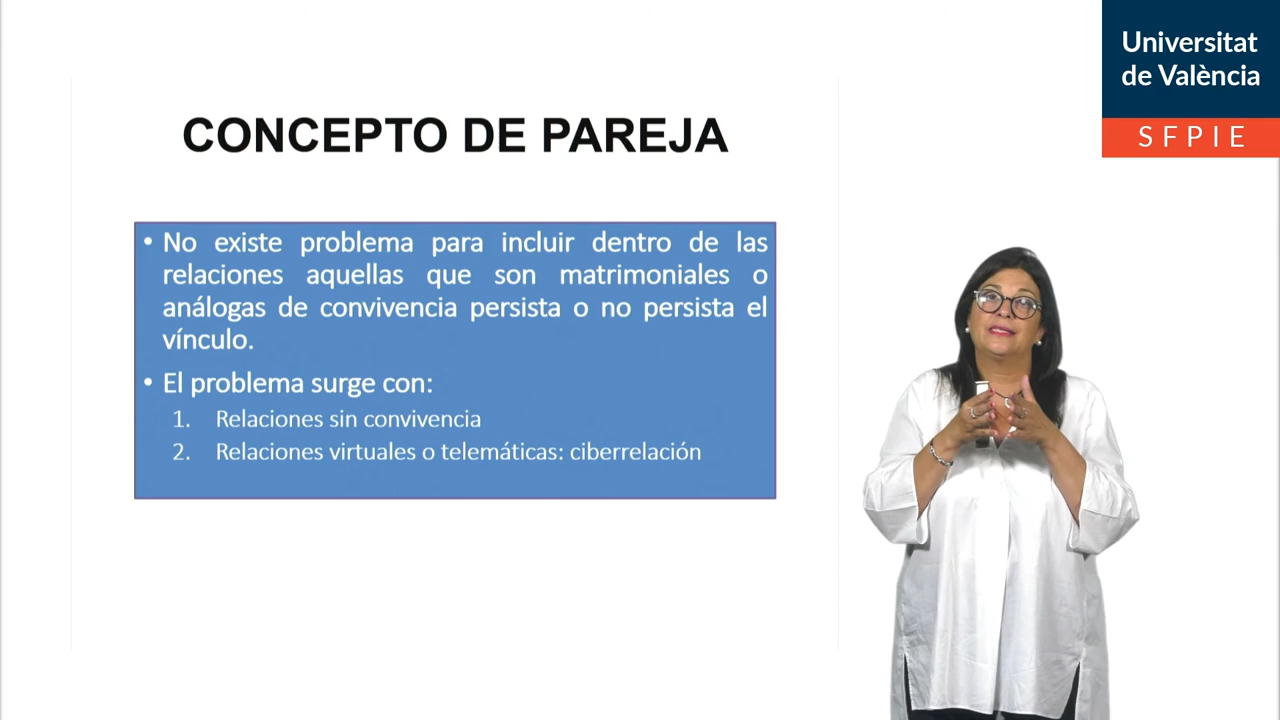 Universitat
de València
SFPIE
CONCEPTO DE PAREJA
• No existe problema para incluir dentro de las
relaciones aquellas que son matrimoniales o
análogas de convivencia persista o no persista el
vínculo.
• El problema surge con:
1. Relaciones sin convivencia
2. Relaciones virtuales o telemáticas: ciberrelación